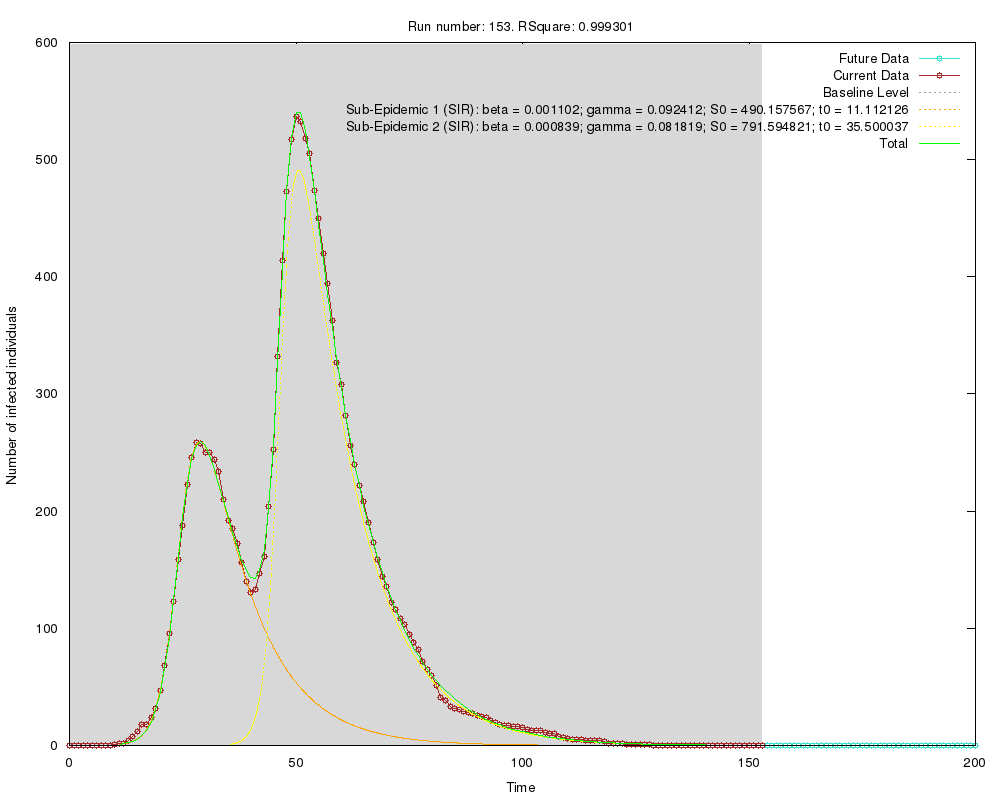 Run number: 153. RSquare: 0.999301
Future Data
Current Data
Baseline Level
Sub-Epidemic 1 (SIR): beta = 0.001102; gamma = 0.092412; S0 = 490.157567; t0 = 11.112126
Sub-Epidemic 2 (SIR): beta = 0.000839; gamma = 0.081819; S0 = 791.594821; t0 = 35.500037
Total
600
500
400
300
200
100
0
Number of infected individuals
0 50 100 150 200
Time